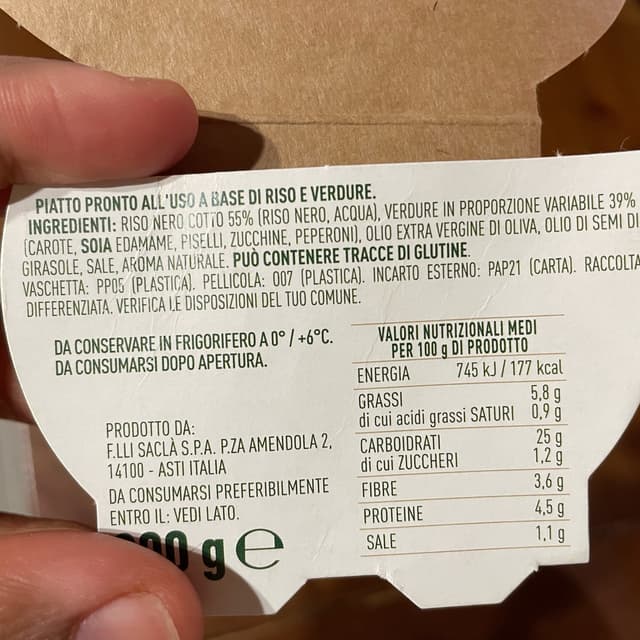 PIATTO PRONTO ALL'USO A BASE DI RISO E VERDURE.
INGREDIENTI: RISO NERO COTTO 55% (RISO NERO, ACQUA), VERDURE IN PROPORZIONE VARIABILE 39%
(CAROTE, SOIA EDAMAME, PISELLI, ZUCCHINE, PEPERONI), OLIO EXTRA VERGINE DI OLIVA, OLIO DI SEMI DI
GIRASOLE, SALE, AROMA NATURALE. PUÒ CONTENERE TRACCE DI GLUTINE.
VASCHETTA: PP05 (PLASTICA). PELLICOLA: 007 (PLASTICA). INCARTO ESTERNO: PAP21 (CARTA). RACCOLTA
DIFFERENZIATA. VERIFICA LE DISPOSIZIONI DEL TUO COMUNE.
DA CONSERVARE IN FRIGORIFERO A 0° / +6°C.
DA CONSUMARSI DOPO APERTURA.
PRODOTTO DA:
F.LLI SACLÀ S.P.A. P.ZA AMENDOLA 2,
14100 - ASTI ITALIA
DA CONSUMARSI PREFERIBILMENTE
ENTRO IL: VEDI LATO.
g e
VALORI NUTRIZIONALI MEDI
PER 100 g DI PRODOTTO
ENERGIA 745 kJ / 177 kcal
GRASSI 5,8 g
di cui acidi grassi SATURI 0,9 g
CARBOIDRATI 25 g
di cui ZUCCHERI 1,2 g
FIBRE 3,6 g
PROTEINE 4,5 g
SALE 1,1 g